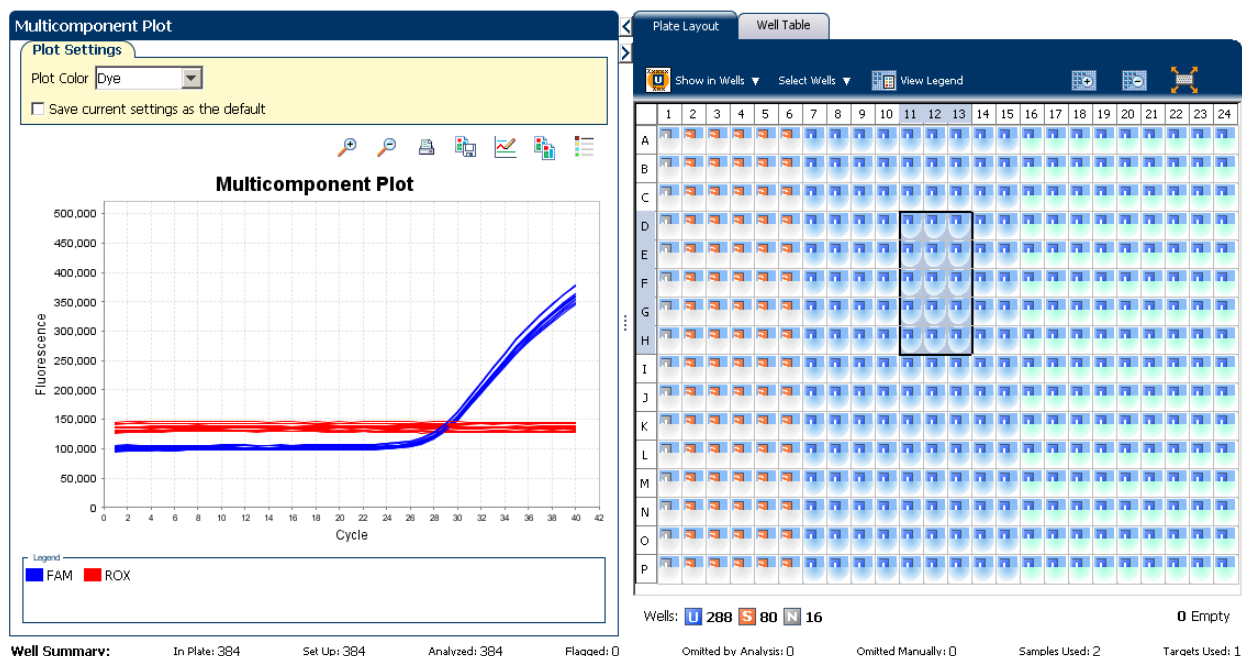 Multicomponent Plot
Plot Settings
Plot Color Dye
Save current settings as the default
Multicomponent Plot
500,000
450,000
400,000
350,000
300,000
250,000
200,000
150,000
100,000
50,000
0
Fluorescence
0 2 4 6 8 10 12 14 16 18 20 22 24 26 28 30 32 34 36 38 40 42
Cycle
Legend
FAM ROX
Plate Layout Well Table
U Show in Wells ▼ Select Wells ▼ View Legend
1 2 3 4 5 6 7 8 9 10 11 12 13 14 15 16 17 18 19 20 21 22 23 24
A
B
C
D
E
F
G
H
I
J
K
L
M
N
O
P
Wells: U 288 S 80 N 16 0 Empty
Well Summary: In Plate: 384 Set Up: 384 Analyzed: 384 Flagged: 0 Omitted by Analysis: 0 Omitted Manually: 0 Samples Used: 2 Targets Used: 1